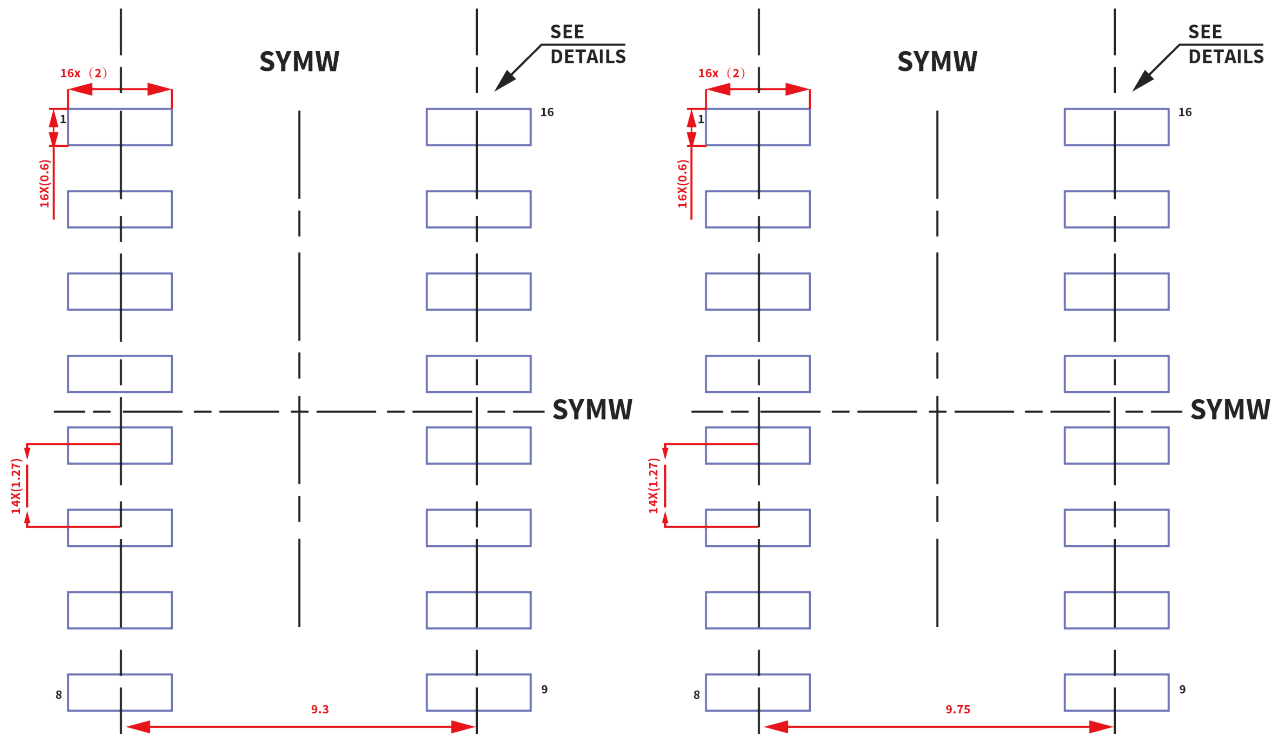 SYMW
SEE
DETAILS
16x（2）
1
16
16X(0.6)
SYMW
14X(1.27)
8
9
9.3
SYMW
SEE
DETAILS
16x（2）
1
16
16X(0.6)
SYMW
14X(1.27)
8
9
9.75